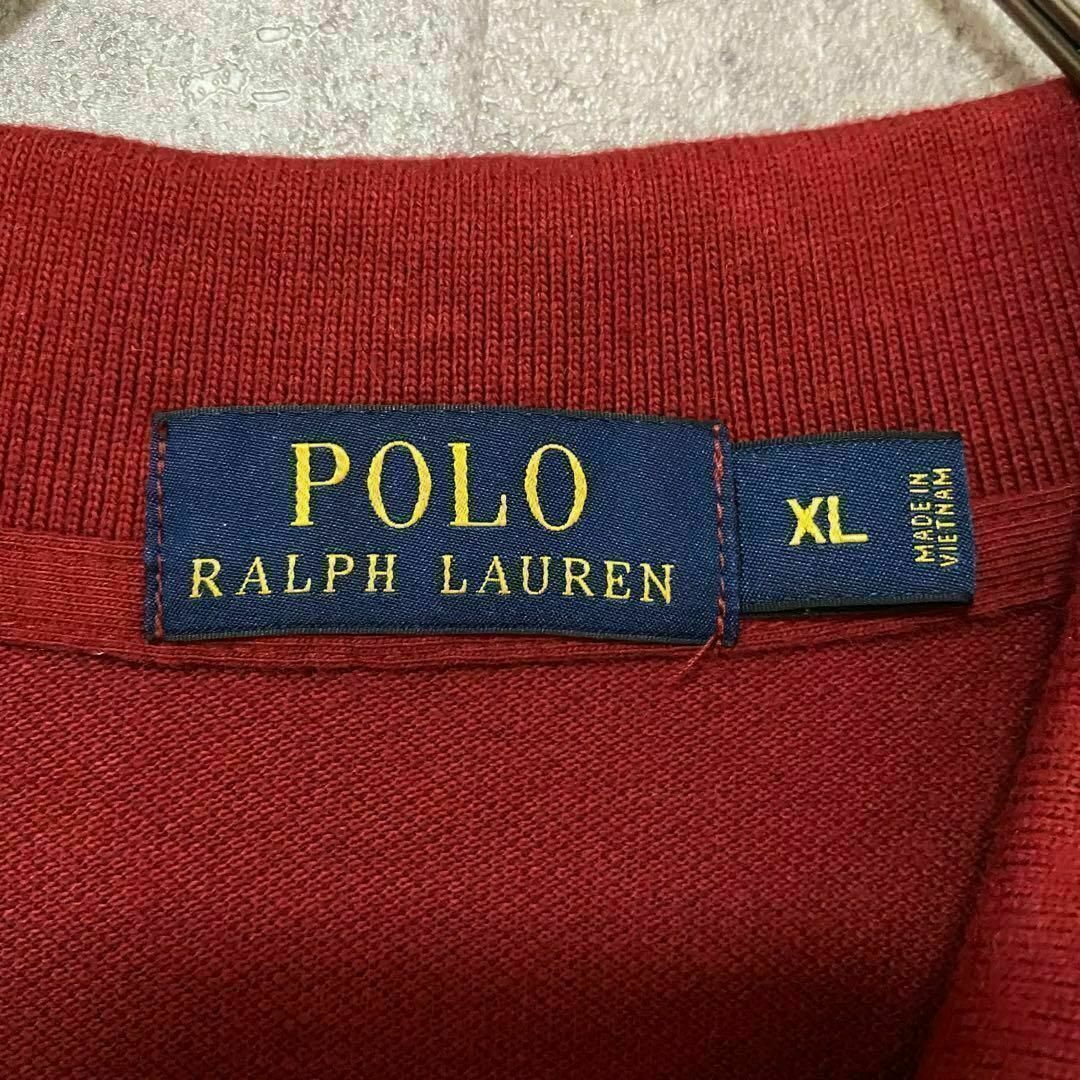 POLO
RALPH LAUREN
XL
MADE IN
VIETNAM